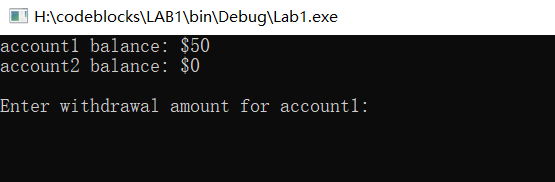 H:\codeblocks\LAB1\bin\Debug\Lab1.exe
account1 balance: $50
account2 balance: $0
Enter withdrawal amount for account1: